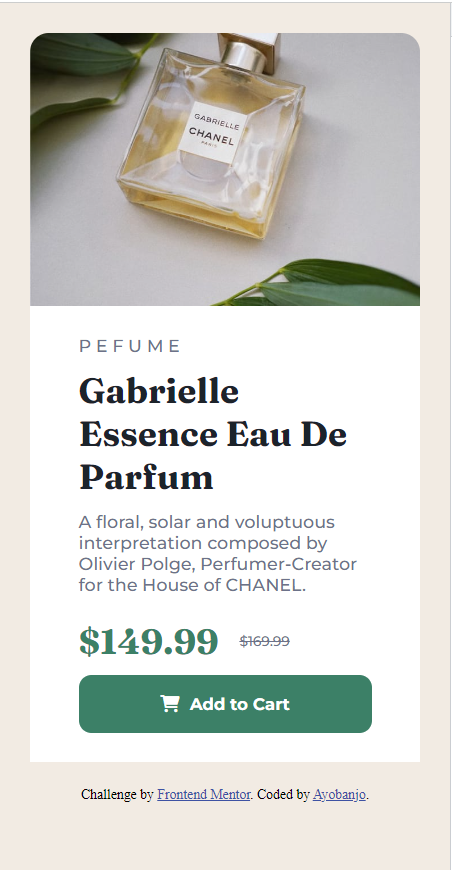 GABRIELLE
CHANEL
PARIS
PEFUME
Gabrielle
Essence Eau De
Parfum
A floral, solar and voluptuous
interpretation composed by
Olivier Polge, Perfumer-Creator
for the House of CHANEL.
$149.99 $169.99
Add to Cart
Challenge by Frontend Mentor. Coded by Ayobanjo.